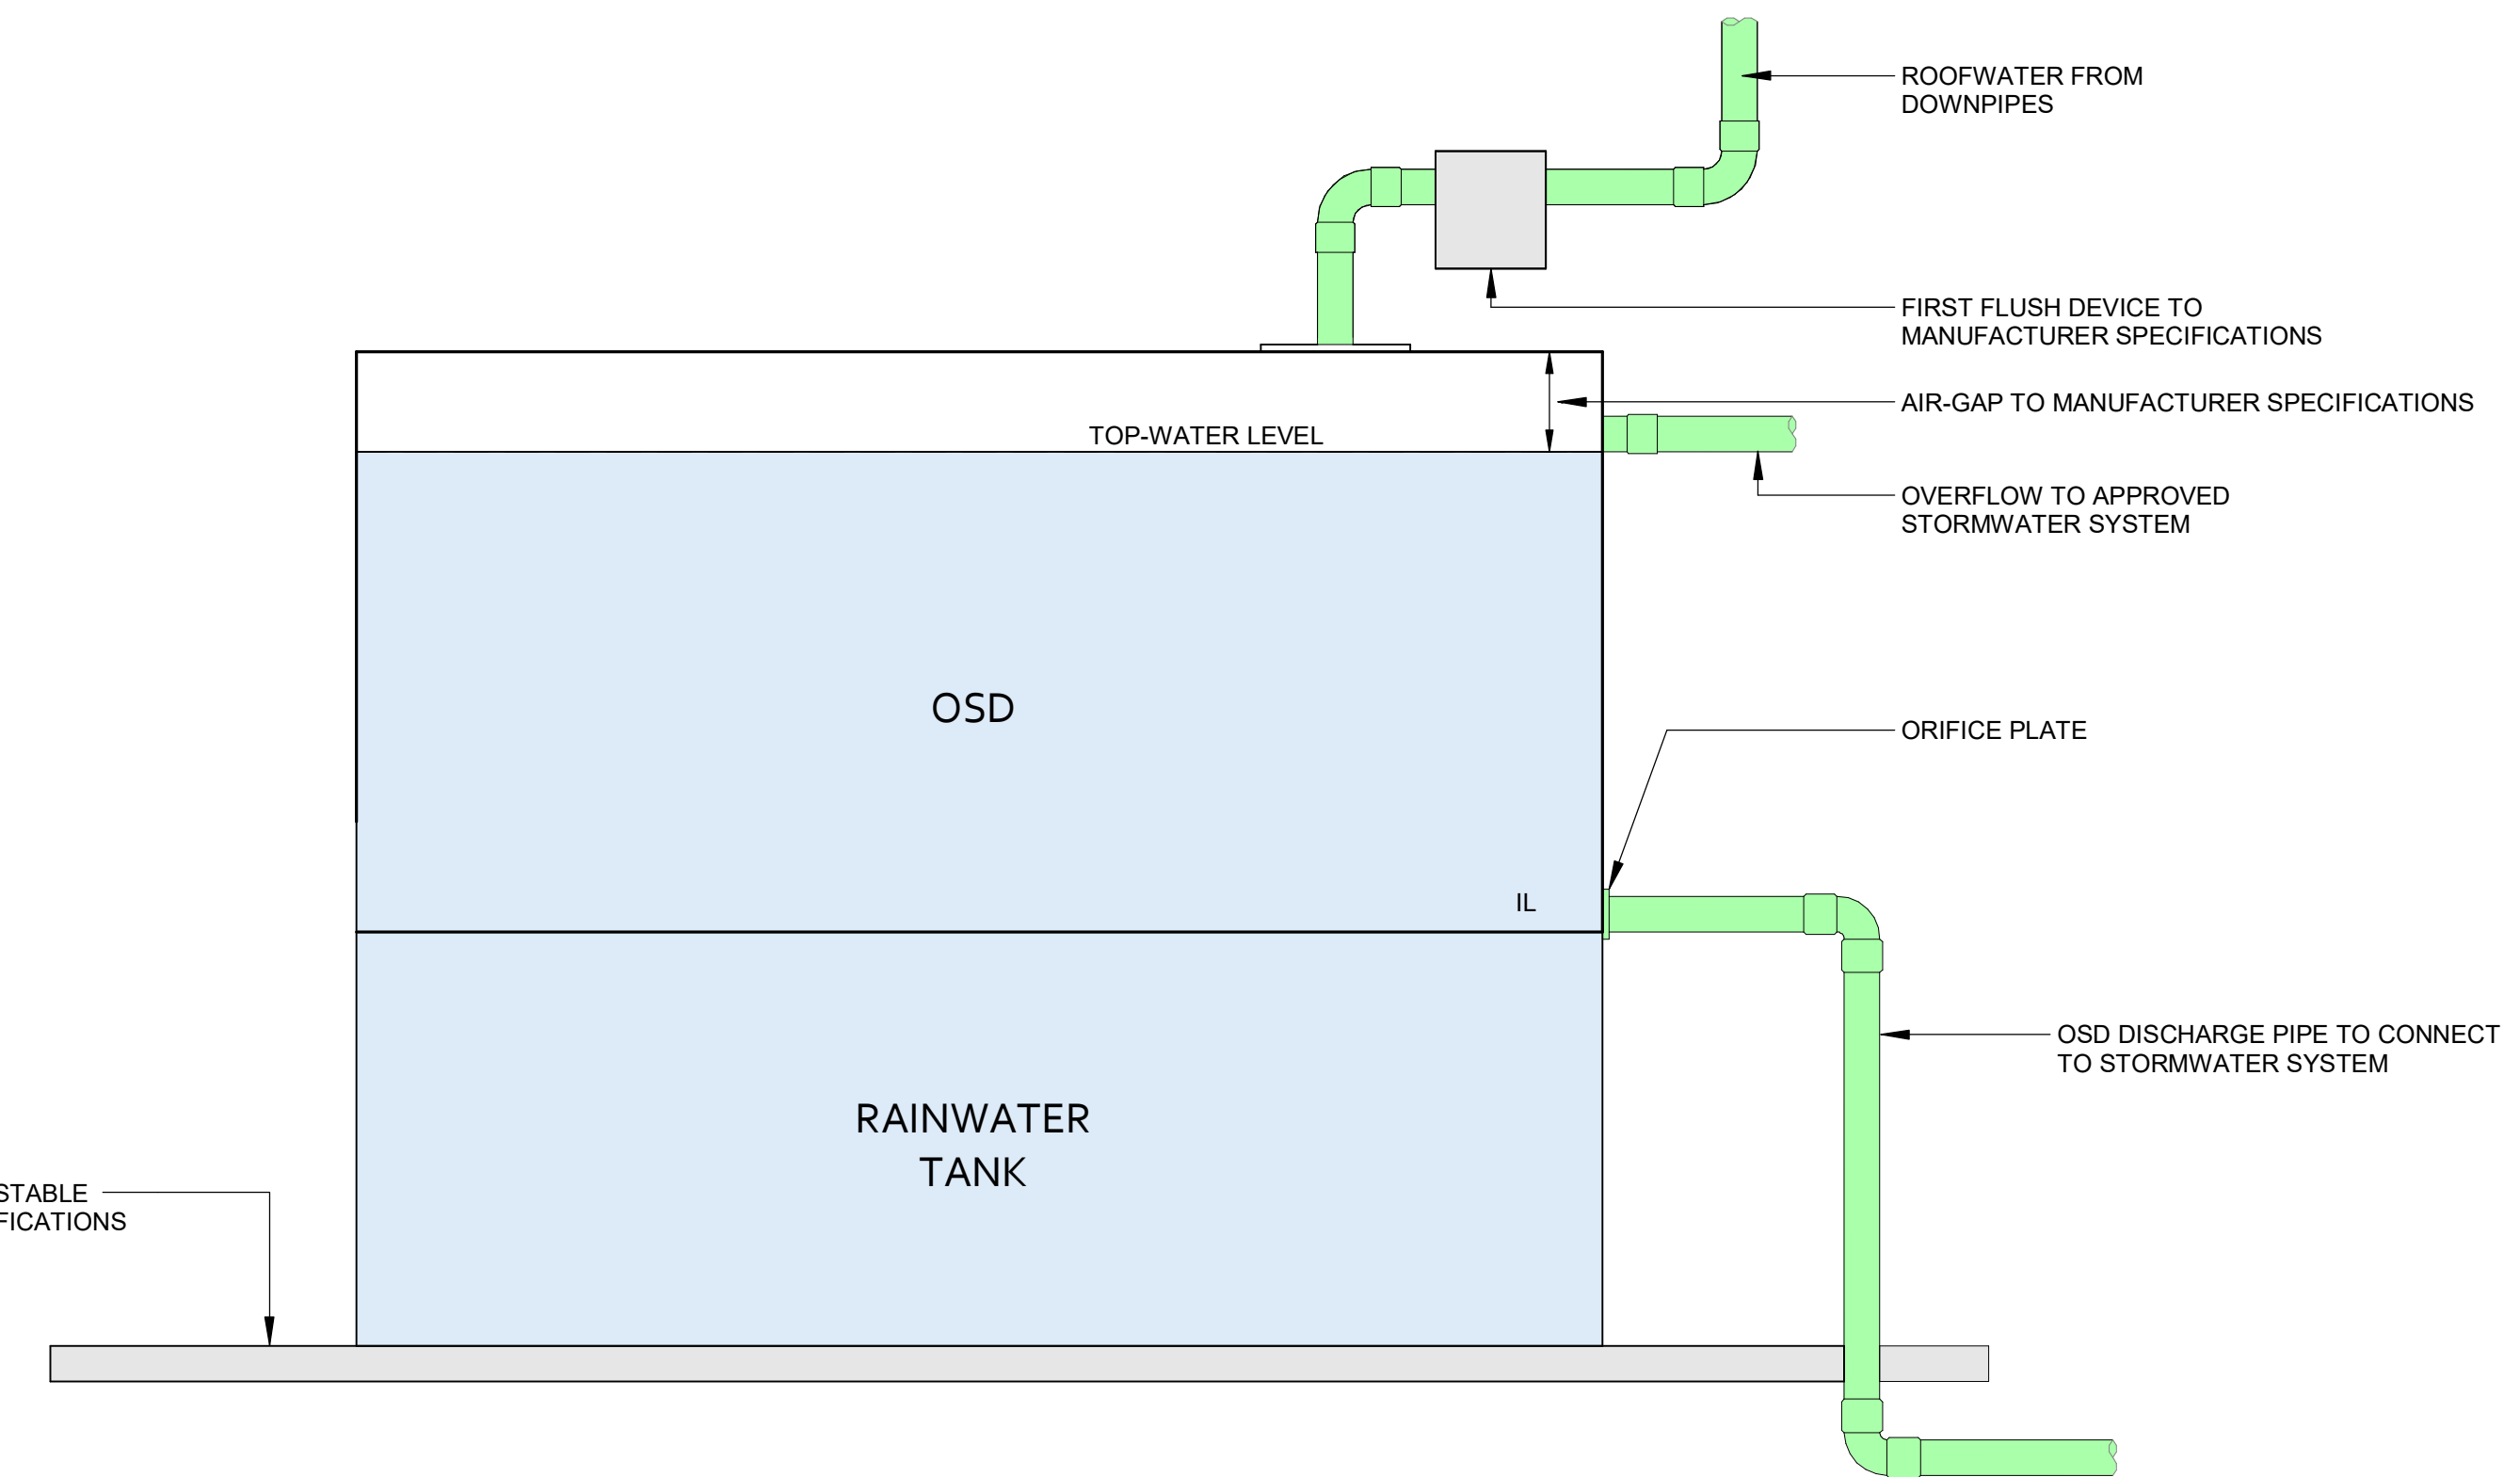 ROOFWATER FROM
DOWNPIPES
FIRST FLUSH DEVICE TO
MANUFACTURER SPECIFICATIONS
AIR-GAP TO MANUFACTURER SPECIFICATIONS
TOP-WATER LEVEL
OVERFLOW TO APPROVED
STORMWATER SYSTEM
OSD
ORIFICE PLATE
IL
OSD DISCHARGE PIPE TO CONNECT
TO STORMWATER SYSTEM
RAINWATER
TANK
STABLE